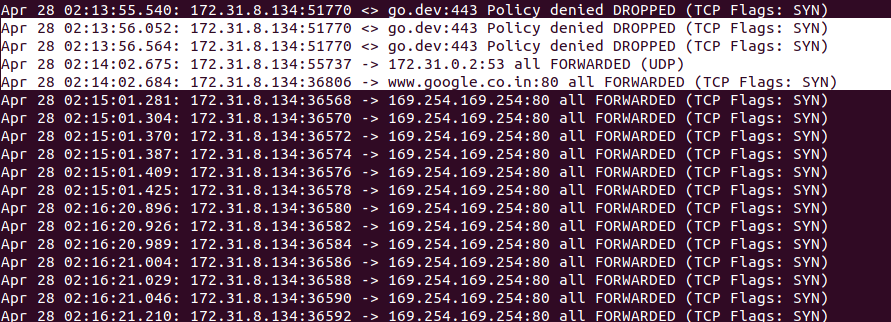 Apr 28 02:13:55.540: 172.31.8.134:51770 <> go.dev:443 Policy denied DROPPED (TCP Flags: SYN)
Apr 28 02:13:56.052: 172.31.8.134:51770 <> go.dev:443 Policy denied DROPPED (TCP Flags: SYN)
Apr 28 02:13:56.564: 172.31.8.134:51770 <> go.dev:443 Policy denied DROPPED (TCP Flags: SYN)
Apr 28 02:14:02.675: 172.31.8.134:55737 -> 172.31.0.2:53 all FORWARDED (UDP)
Apr 28 02:14:02.684: 172.31.8.134:36806 -> www.google.co.in:80 all FORWARDED (TCP Flags: SYN)
Apr 28 02:15:01.281: 172.31.8.134:36568 -> 169.254.169.254:80 all FORWARDED (TCP Flags: SYN)
Apr 28 02:15:01.304: 172.31.8.134:36570 -> 169.254.169.254:80 all FORWARDED (TCP Flags: SYN)
Apr 28 02:15:01.370: 172.31.8.134:36572 -> 169.254.169.254:80 all FORWARDED (TCP Flags: SYN)
Apr 28 02:15:01.387: 172.31.8.134:36574 -> 169.254.169.254:80 all FORWARDED (TCP Flags: SYN)
Apr 28 02:15:01.409: 172.31.8.134:36576 -> 169.254.169.254:80 all FORWARDED (TCP Flags: SYN)
Apr 28 02:15:01.425: 172.31.8.134:36578 -> 169.254.169.254:80 all FORWARDED (TCP Flags: SYN)
Apr 28 02:16:20.896: 172.31.8.134:36580 -> 169.254.169.254:80 all FORWARDED (TCP Flags: SYN)
Apr 28 02:16:20.926: 172.31.8.134:36582 -> 169.254.169.254:80 all FORWARDED (TCP Flags: SYN)
Apr 28 02:16:20.989: 172.31.8.134:36584 -> 169.254.169.254:80 all FORWARDED (TCP Flags: SYN)
Apr 28 02:16:21.004: 172.31.8.134:36586 -> 169.254.169.254:80 all FORWARDED (TCP Flags: SYN)
Apr 28 02:16:21.029: 172.31.8.134:36588 -> 169.254.169.254:80 all FORWARDED (TCP Flags: SYN)
Apr 28 02:16:21.046: 172.31.8.134:36590 -> 169.254.169.254:80 all FORWARDED (TCP Flags: SYN)
Apr 28 02:16:21.210: 172.31.8.134:36592 -> 169.254.169.254:80 all FORWARDED (TCP Flags: SYN)